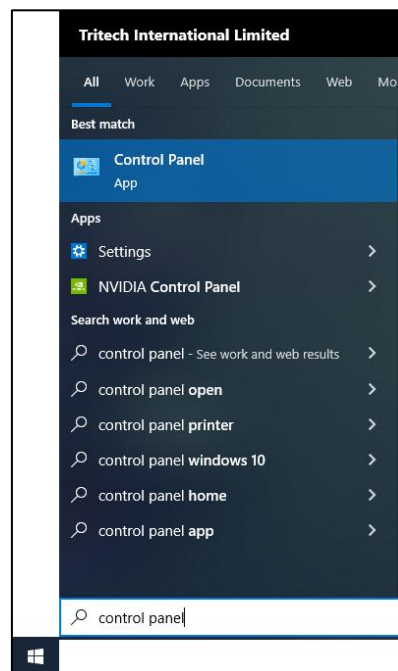 Tritech International Limited
All Work Apps Documents Web Mo
Best match
Control Panel
App
Apps
Settings
NVIDIA Control Panel
Search work and web
control panel - See work and web results
control panel open
control panel printer
control panel windows 10
control panel home
control panel app
control panel